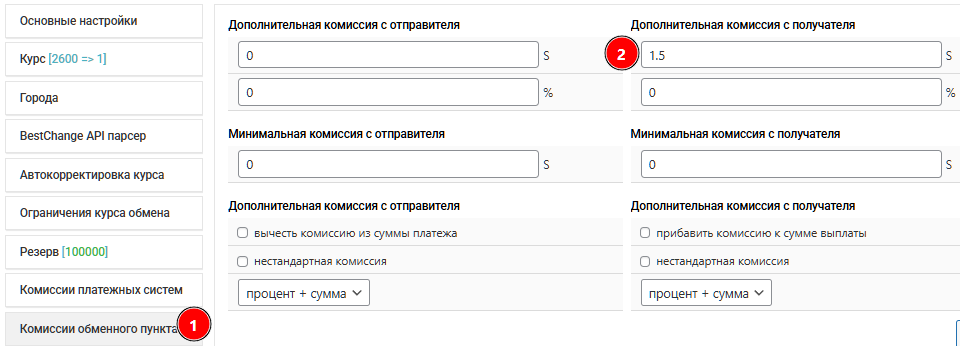 Основные настройки
Курс [2600 => 1]
Города
BestChange API парсер
Автокорректировка курса
Ограничения курса обмена
Резерв [100000]
Комиссии платежных систем
Комиссии обменного пункта
1
Дополнительная комиссия с отправителя
0 S
0 %
Минимальная комиссия с отправителя
0 S
Дополнительная комиссия с отправителя
вычесть комиссию из суммы платежа
нестандартная комиссия
процент + сумма
Дополнительная комиссия с получателя
2
1.5 S
0 %
Минимальная комиссия с получателя
0 S
Дополнительная комиссия с получателя
прибавить комиссию к сумме выплаты
нестандартная комиссия
процент + сумма